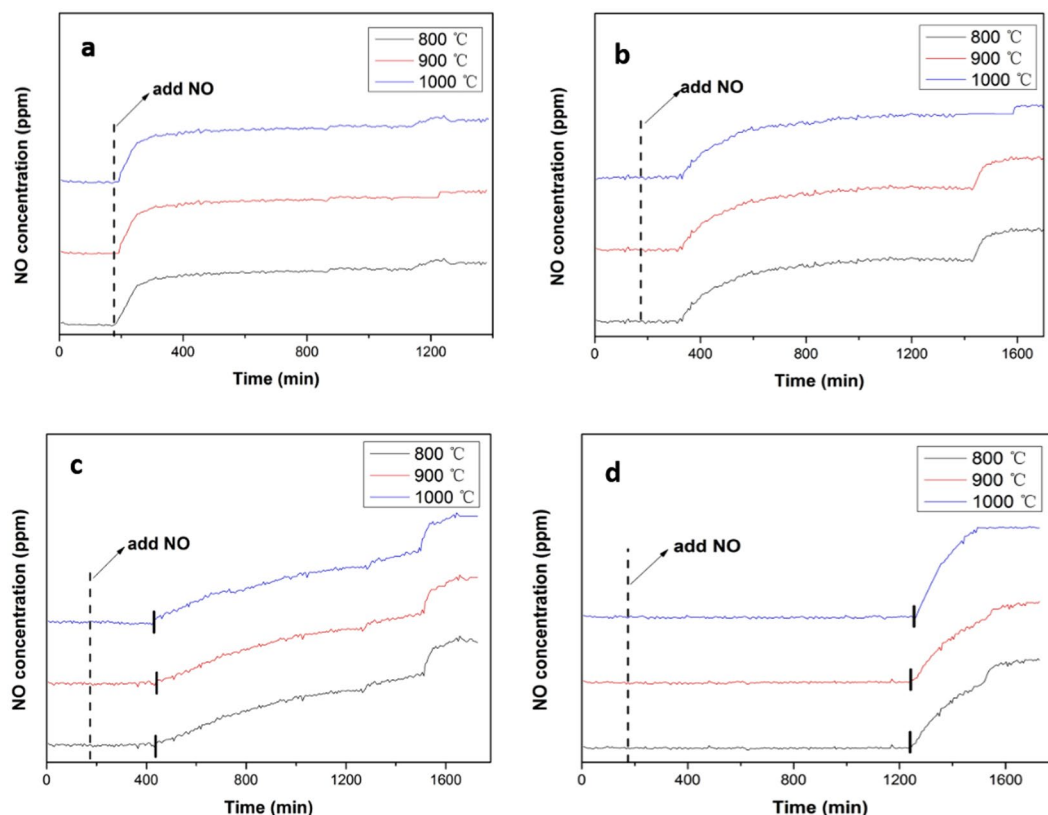 a
800 ℃
900 ℃
1000 ℃
add NO
NO concentration (ppm)
0
400
800
1200
Time (min)
b
800 ℃
900 ℃
1000 ℃
add NO
NO concentration (ppm)
0
400
800
1200
1600
Time (min)
c
800 ℃
900 ℃
1000 ℃
add NO
NO concentration (ppm)
0
400
800
1200
1600
Time (min)
d
800 ℃
900 ℃
1000 ℃
add NO
NO concentration (ppm)
0
400
800
1200
1600
Time (min)